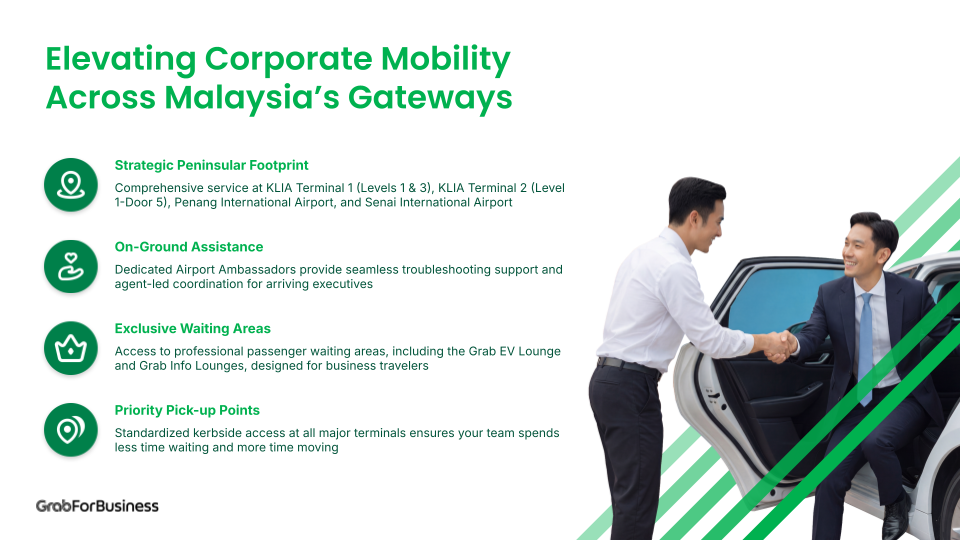 Elevating Corporate Mobility
Across Malaysia’s Gateways
Strategic Peninsular Footprint
Comprehensive service at KLIA Terminal 1 (Levels 1 & 3), KLIA Terminal 2 (Level
1-Door 5), Penang International Airport, and Senai International Airport
On-Ground Assistance
Dedicated Airport Ambassadors provide seamless troubleshooting support and
agent-led coordination for arriving executives
Exclusive Waiting Areas
Access to professional passenger waiting areas, including the Grab EV Lounge
and Grab Info Lounges, designed for business travelers
Priority Pick-up Points
Standardized kerbside access at all major terminals ensures your team spends
less time waiting and more time moving
GrabForBusiness